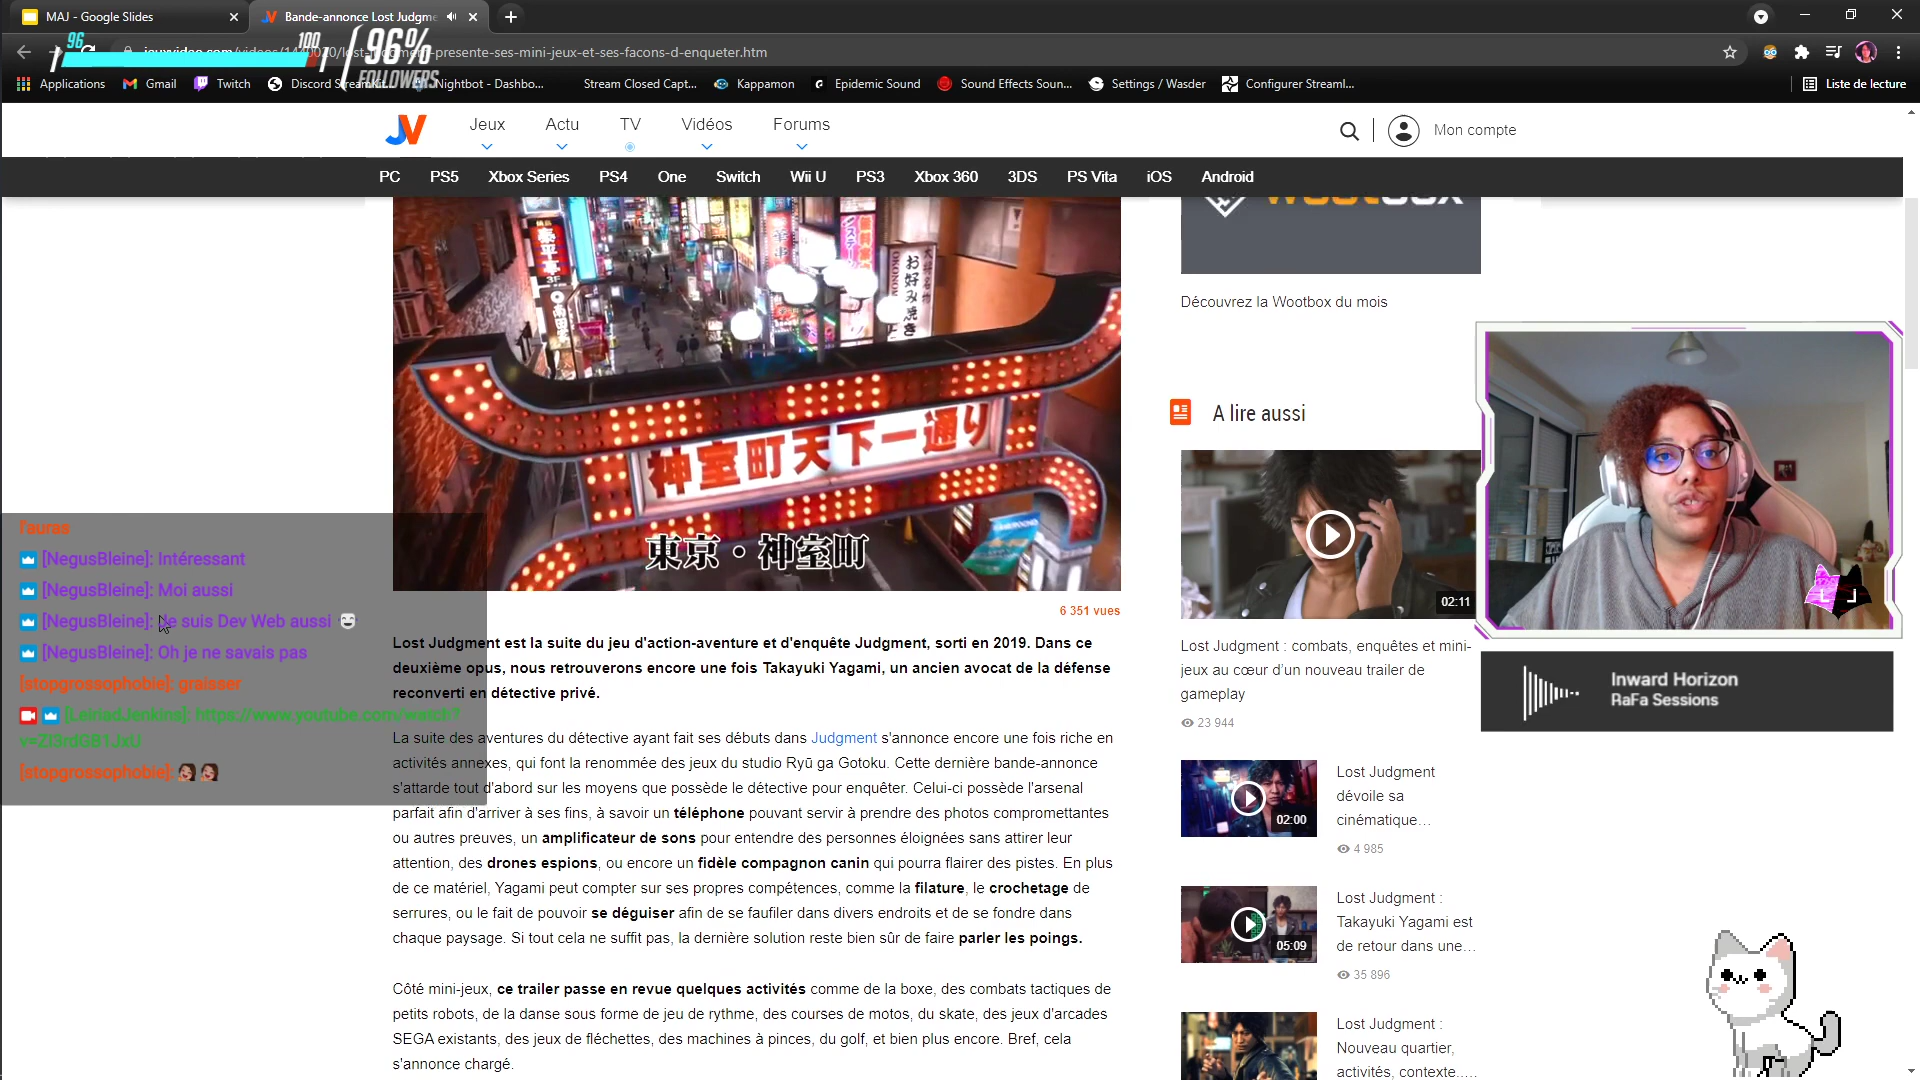 MAJ - Google Slides
Bande-annonce Lost Judgme
96
100
96%
FOLLOWERS
-presente-ses-mini-jeux-et-ses-facons-d-enqueter.htm
Applications
Gmail
Twitch
Discord
Nightbot - Dashbo...
Stream Closed Capt...
Kappamon
Epidemic Sound
Sound Effects Soun...
Settings / Wasder
Configurer Streaml...
Liste de lecture
JV
Jeux
Actu
TV
Vidéos
Forums
Mon compte
PC
PS5
Xbox Series
PS4
One
Switch
Wii U
PS3
Xbox 360
3DS
PS Vita
iOS
Android
お好み焼き
神室町天下一通り
東京・神室町
6 351 vues
Découvrez la Wootbox du mois
A lire aussi
02:11
Lost Judgment : combats, enquêtes et mini-
jeux au cœur d'un nouveau trailer de
gameplay
23 944
02:00
Lost Judgment
dévoile sa
cinématique...
4 985
05:09
Lost Judgment :
Takayuki Yagami est
de retour dans une...
35 896
Lost Judgment :
Nouveau quartier,
activités, contexte.....
L J
Inward Horizon
RaFa Sessions
l'auras
[NegusBleine]: Intéressant
[NegusBleine]: Moi aussi
[NegusBleine]: Je suis Dev Web aussi
[NegusBleine]: Oh je ne savais pas
[stopgrossophobie]: graisser
[LeiriadJenkins]: https://www.youtube.com/watch?
v=ZI3rdGB1JxU
[stopgrossophobie]:
Lost Judgment est la suite du jeu d'action-aventure et d'enquête Judgment, sorti en 2019. Dans ce
deuxième opus, nous retrouverons encore une fois Takayuki Yagami, un ancien avocat de la défense
reconverti en détective privé.
La suite des aventures du détective ayant fait ses débuts dans Judgment s'annonce encore une fois riche en
activités annexes, qui font la renommée des jeux du studio Ryū ga Gotoku. Cette dernière bande-annonce
s'attarde tout d'abord sur les moyens que possède le détective pour enquêter. Celui-ci possède l'arsenal
parfait afin d'arriver à ses fins, à savoir un téléphone pouvant servir à prendre des photos compromettantes
ou autres preuves, un amplificateur de sons pour entendre des personnes éloignées sans attirer leur
attention, des drones espions, ou encore un fidèle compagnon canin qui pourra flairer des pistes. En plus
de ce matériel, Yagami peut compter sur ses propres compétences, comme la filature, le crochetage de
serrures, ou le fait de pouvoir se déguiser afin de se faufiler dans divers endroits et de se fondre dans
chaque paysage. Si tout cela ne suffit pas, la dernière solution reste bien sûr de faire parler les poings.
Côté mini-jeux, ce trailer passe en revue quelques activités comme de la boxe, des combats tactiques de
petits robots, de la danse sous forme de jeu de rythme, des courses de motos, du skate, des jeux d'arcades
SEGA existants, des jeux de fléchettes, des machines à pinces, du golf, et bien plus encore. Bref, cela
s'annonce chargé.